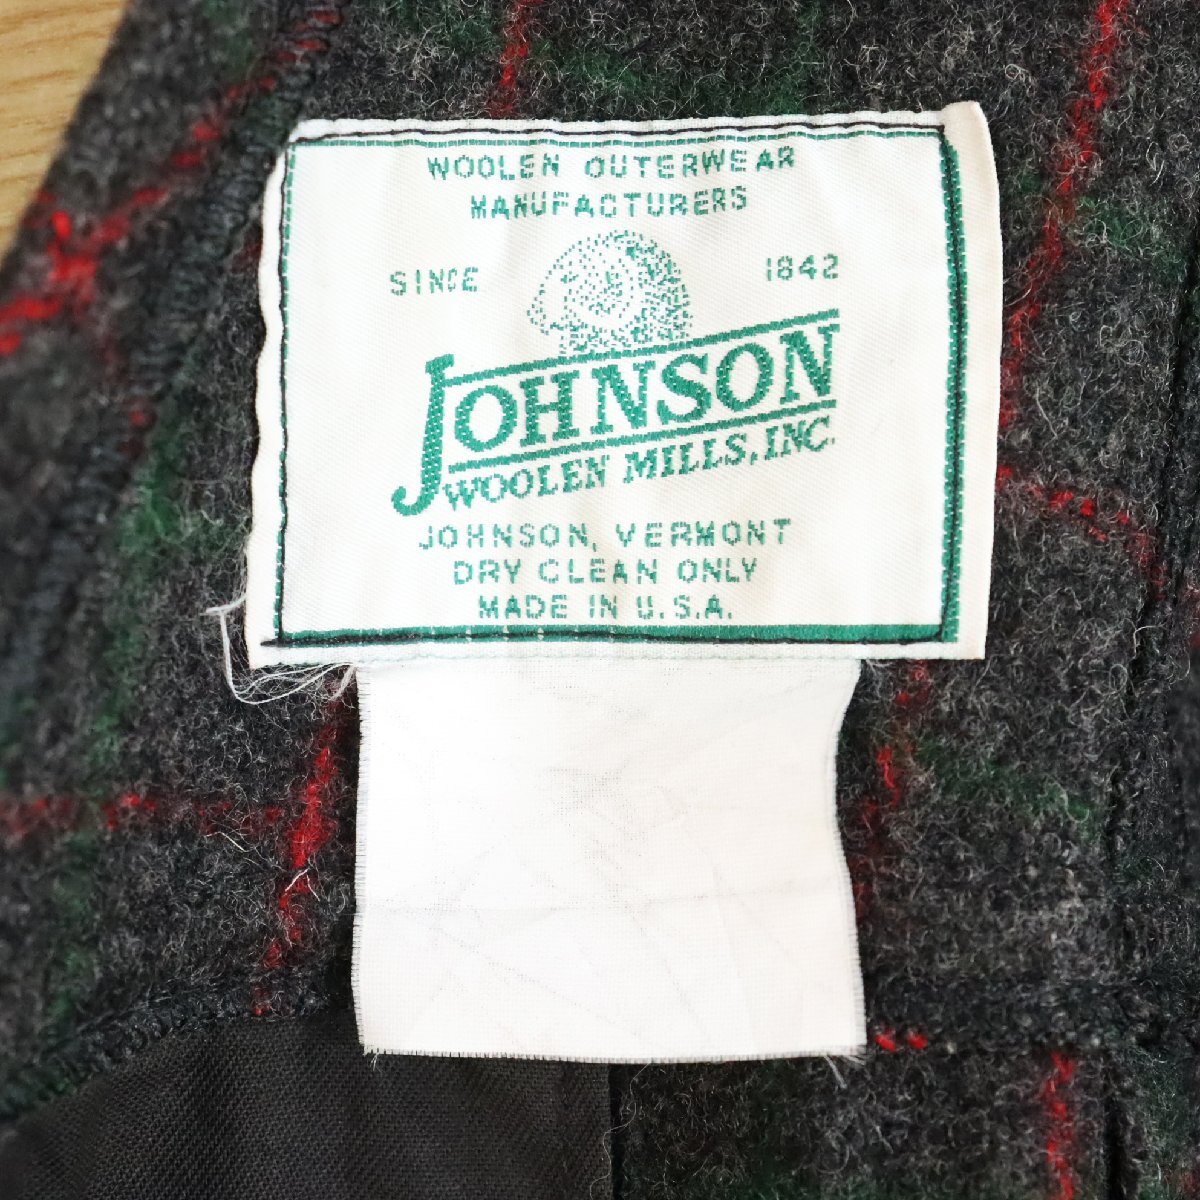 WOOLEN OUTERWEAR
MANUFACTURERS
SINCE 1842
JOHNSON
WOOLEN MILLS, INC.
JOHNSON, VERMONT
DRY CLEAN ONLY
MADE IN U.S.A.